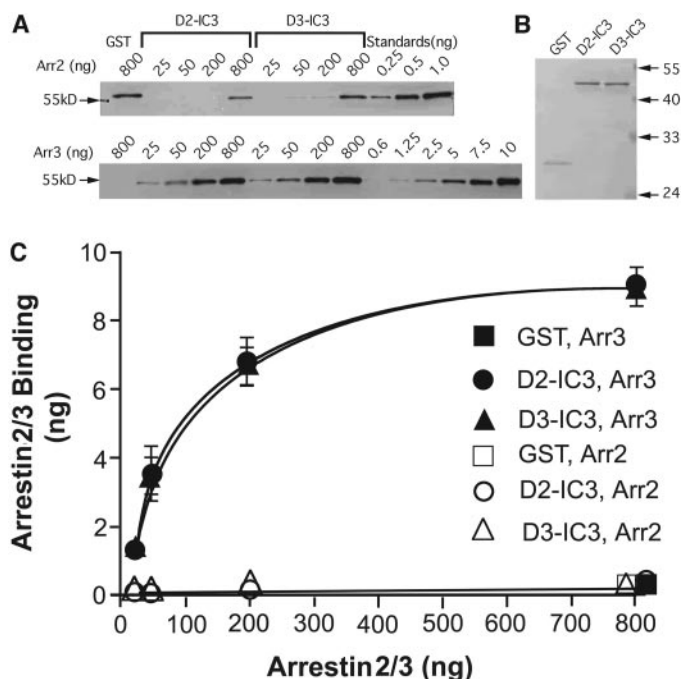 A
GST D2-IC3 D3-IC3 Standards(ng)
Arr2 (ng) 800 25 50 200 800 25 50 200 800 0.25 0.5 1.0
55kD
Arr3 (ng) 800 25 50 200 800 25 50 200 800 0.6 1.25 2.5 5 7.5 10
55kD
B
GST D2-IC3 D3-IC3
55
40
33
24
C
Arrestin2/3 Binding
(ng)
10
8
6
4
2
0
0 100 200 300 400 500 600 700 800
Arrestin2/3 (ng)
GST, Arr3
D2-IC3, Arr3
D3-IC3, Arr3
GST, Arr2
D2-IC3, Arr2
D3-IC3, Arr2